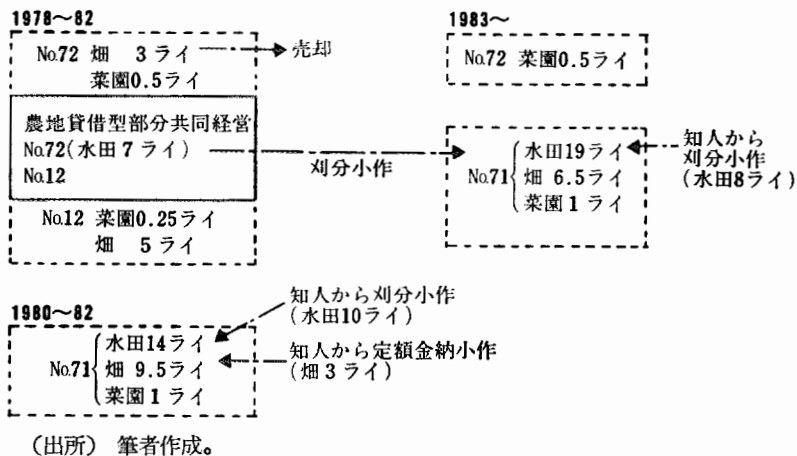 1978～82
No.72 畑 3ライ
菜園0.5ライ
売却
農地貸借型部分共同経営
No.72(水田7ライ)
No.12
刈分小作
No.12 菜園0.25ライ
畑 5ライ
1983～
No.72 菜園0.5ライ
No.71
水田19ライ
畑 6.5ライ
菜園1ライ
知人から
刈分小作
(水田8ライ)
1980～82
No.71
水田14ライ
畑 9.5ライ
菜園1ライ
知人から刈分小作
(水田10ライ)
知人から定額金納小作
(畑3ライ)
(出所) 筆者作成。